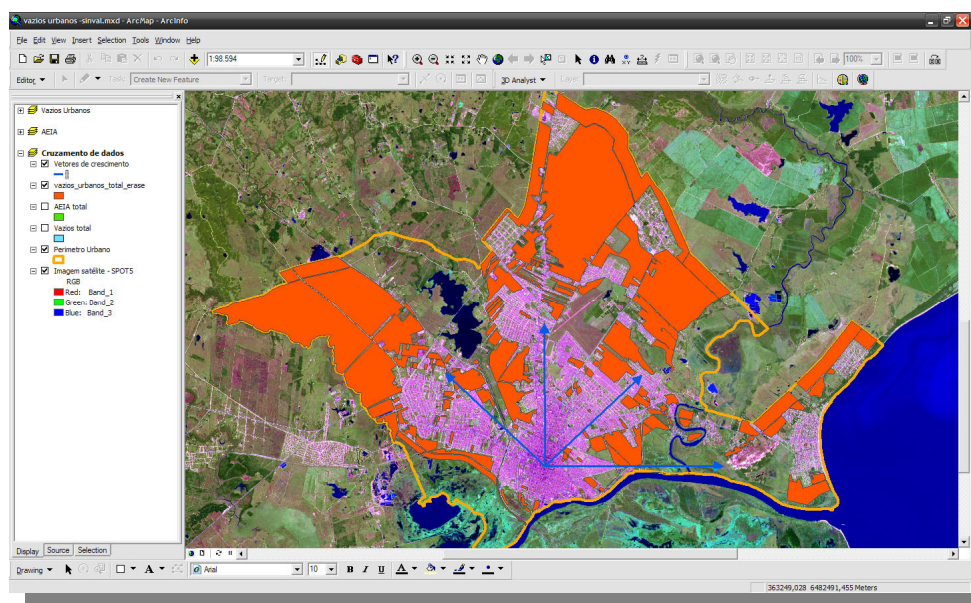 vazios urbanos -sinval.mxd - ArcMap - ArcInfo
File Edit View Insert Selection Tools Window Help
1:98.594
100%
Editor Task: Create New Feature Target: 3D Analyst Layer:
Vazios Urbanos
AEIA
Cruzamento de dados
Vetores de crescimento
vazios_urbanos_total_erase
AEIA total
Vazios total
Perimetro Urbano
Imagem satélite - SPOT5
RGB
Red: Band_1
Green: Band_2
Blue: Band_3
Display Source Selection
Drawing A Arial 10 B I U A
363249,028 6482491,455 Meters